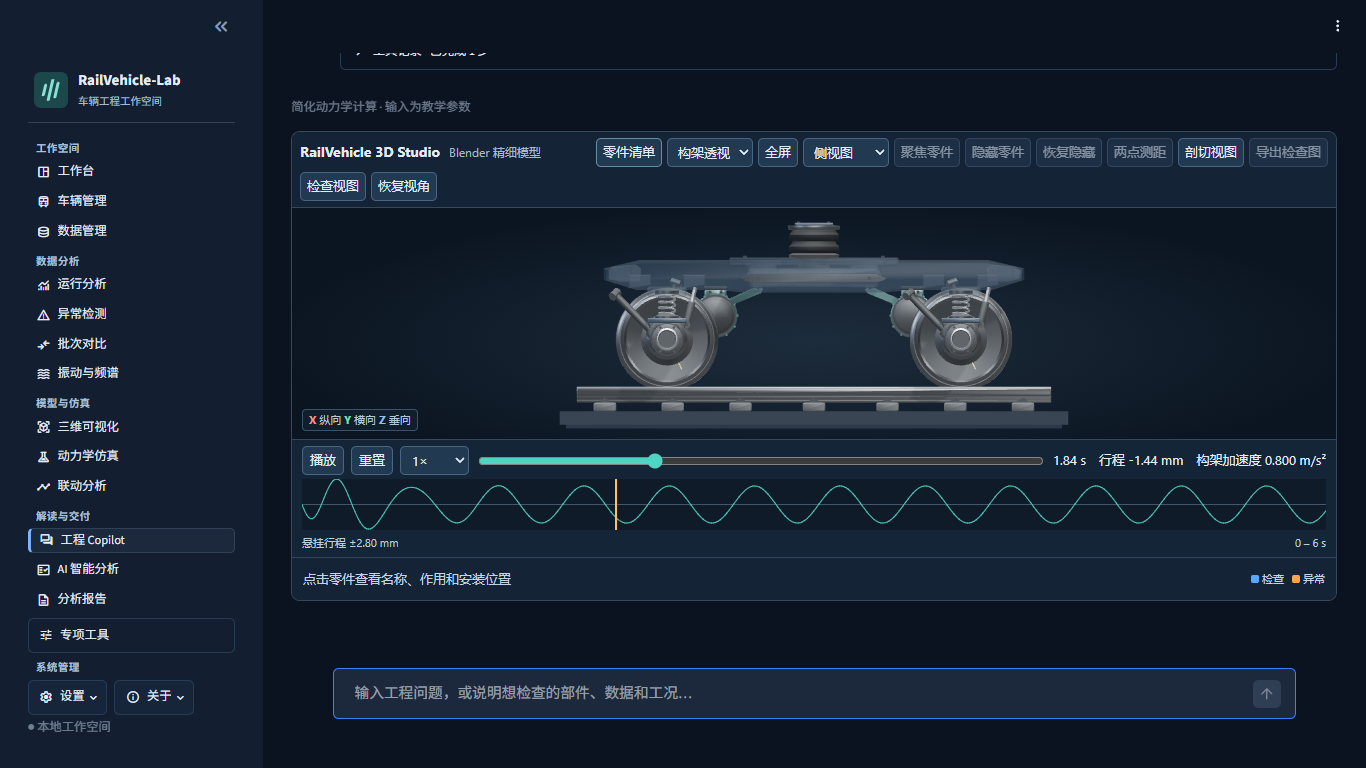 RailVehicle-Lab
车辆工程工作空间
工作空间
工作台
车辆管理
数据管理
数据分析
运行分析
异常检测
批次对比
振动与频谱
模型与仿真
三维可视化
动力学仿真
联动分析
解读与交付
工程 Copilot
AI 智能分析
分析报告
专项工具
系统管理
设置
关于
本地工作空间
简化动力学计算 · 输入为教学参数
RailVehicle 3D Studio Blender 精细模型 零件清单 构架透视 全屏 侧视图 聚焦零件 隐藏零件 恢复隐藏 两点测距 剖切视图 导出检查图
检查视图 恢复视角
X 纵向 Y 横向 Z 垂向
播放 重置 1× 1.84 s 行程 -1.44 mm 构架加速度 0.800 m/s²
悬挂行程 ±2.80 mm 0 – 6 s
点击零件查看名称、作用和安装位置 检查 异常
输入工程问题，或说明想检查的部件、数据和工况...